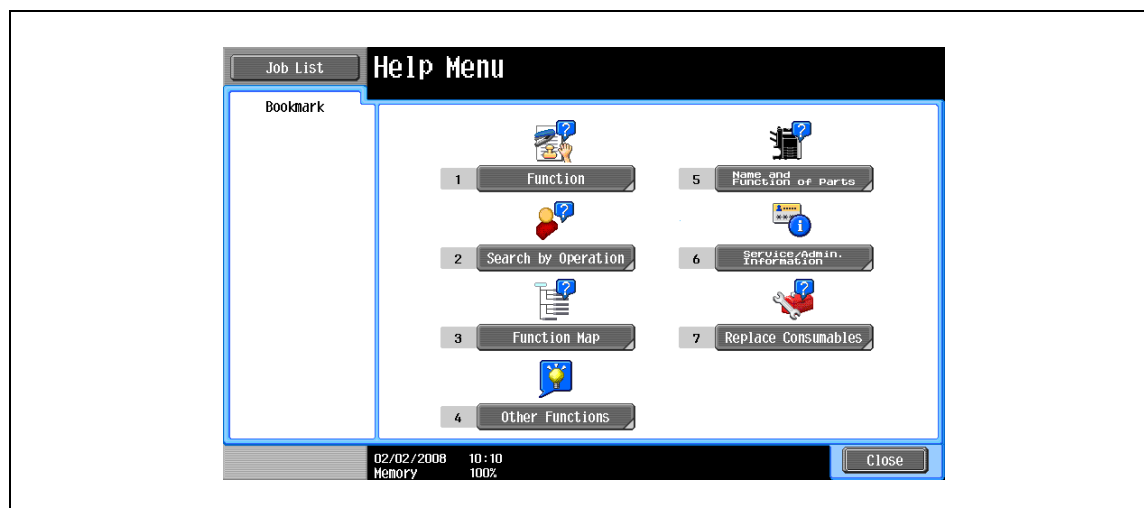 Job List
Help Menu
Bookmark
1 Function
2 Search by Operation
3 Function Map
4 Other Functions
5 Name and
Function of Parts
6 Service/Admin.
Information
7 Replace Consumables
02/02/2008 10:10
Memory 100%
Close